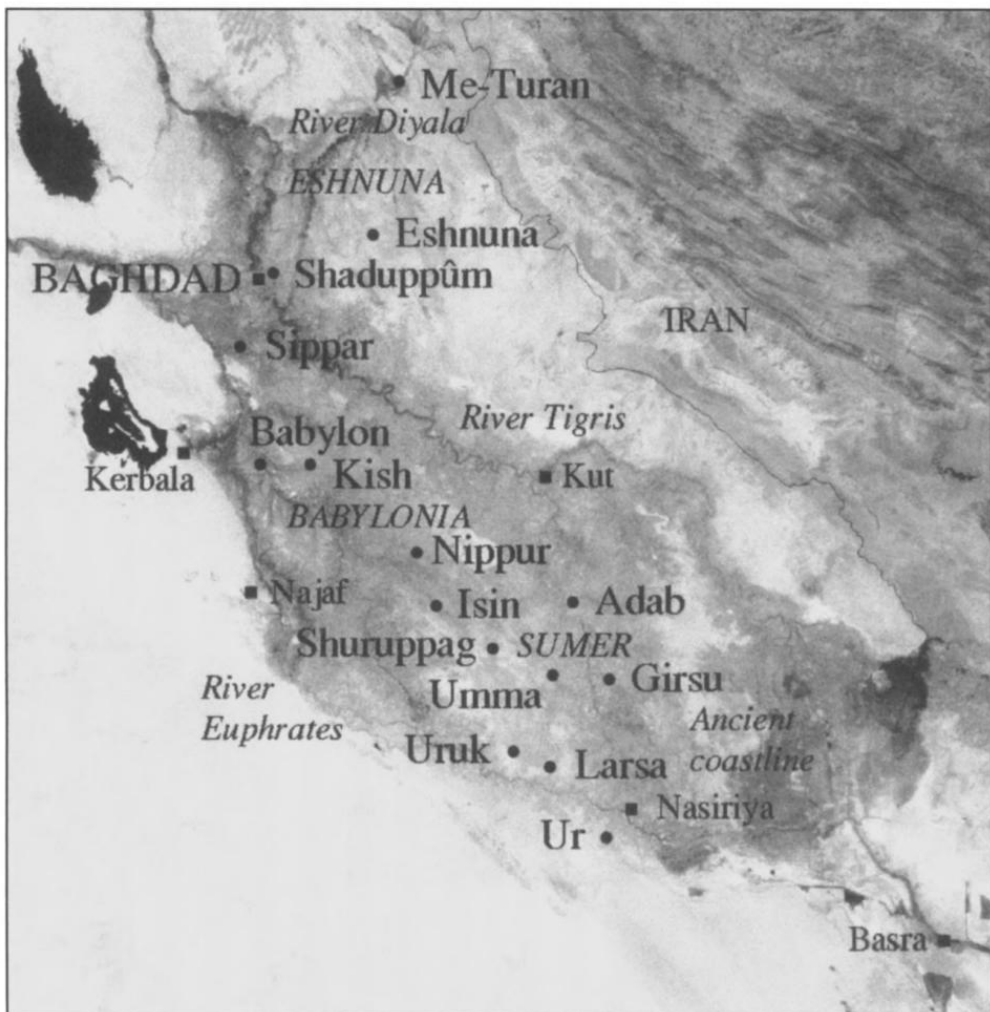 Me-Turan
River Diyala
ESHNUNA
Eshnuna
BAGHDAD
Shaduppûm
IRAN
Sippar
River Tigris
Babylon
Kish
Kut
Kerbala
BABYLONIA
Nippur
Najaf
Isin
Adab
Shuruppag
SUMER
Umma
Girsu
River
Euphrates
Ancient
coastline
Uruk
Larsa
Nasiriya
Ur
Basra